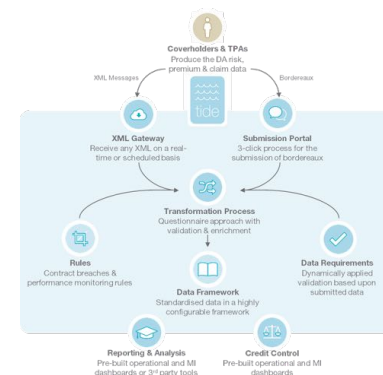 Coverholders & TPAs
Produce the DA risk,
premium & claim data
XML Messages
Bordereaux
tide
XML Gateway
Receive any XML on a real-
time or scheduled basis
Submission Portal
3-click process for the
submission of bordereaux
Transformation Process
Questionnaire approach with
validation & enrichment
Rules
Contract breaches &
performance monitoring rules
Data Requirements
Dynamically applied
validation based upon
submitted data
Data Framework
Standardised data in a highly
configurable framework
Reporting & Analysis
Pre-built operational and MI
dashboards or 3rd party tools
Credit Control
Pre-built operational and MI
dashboards